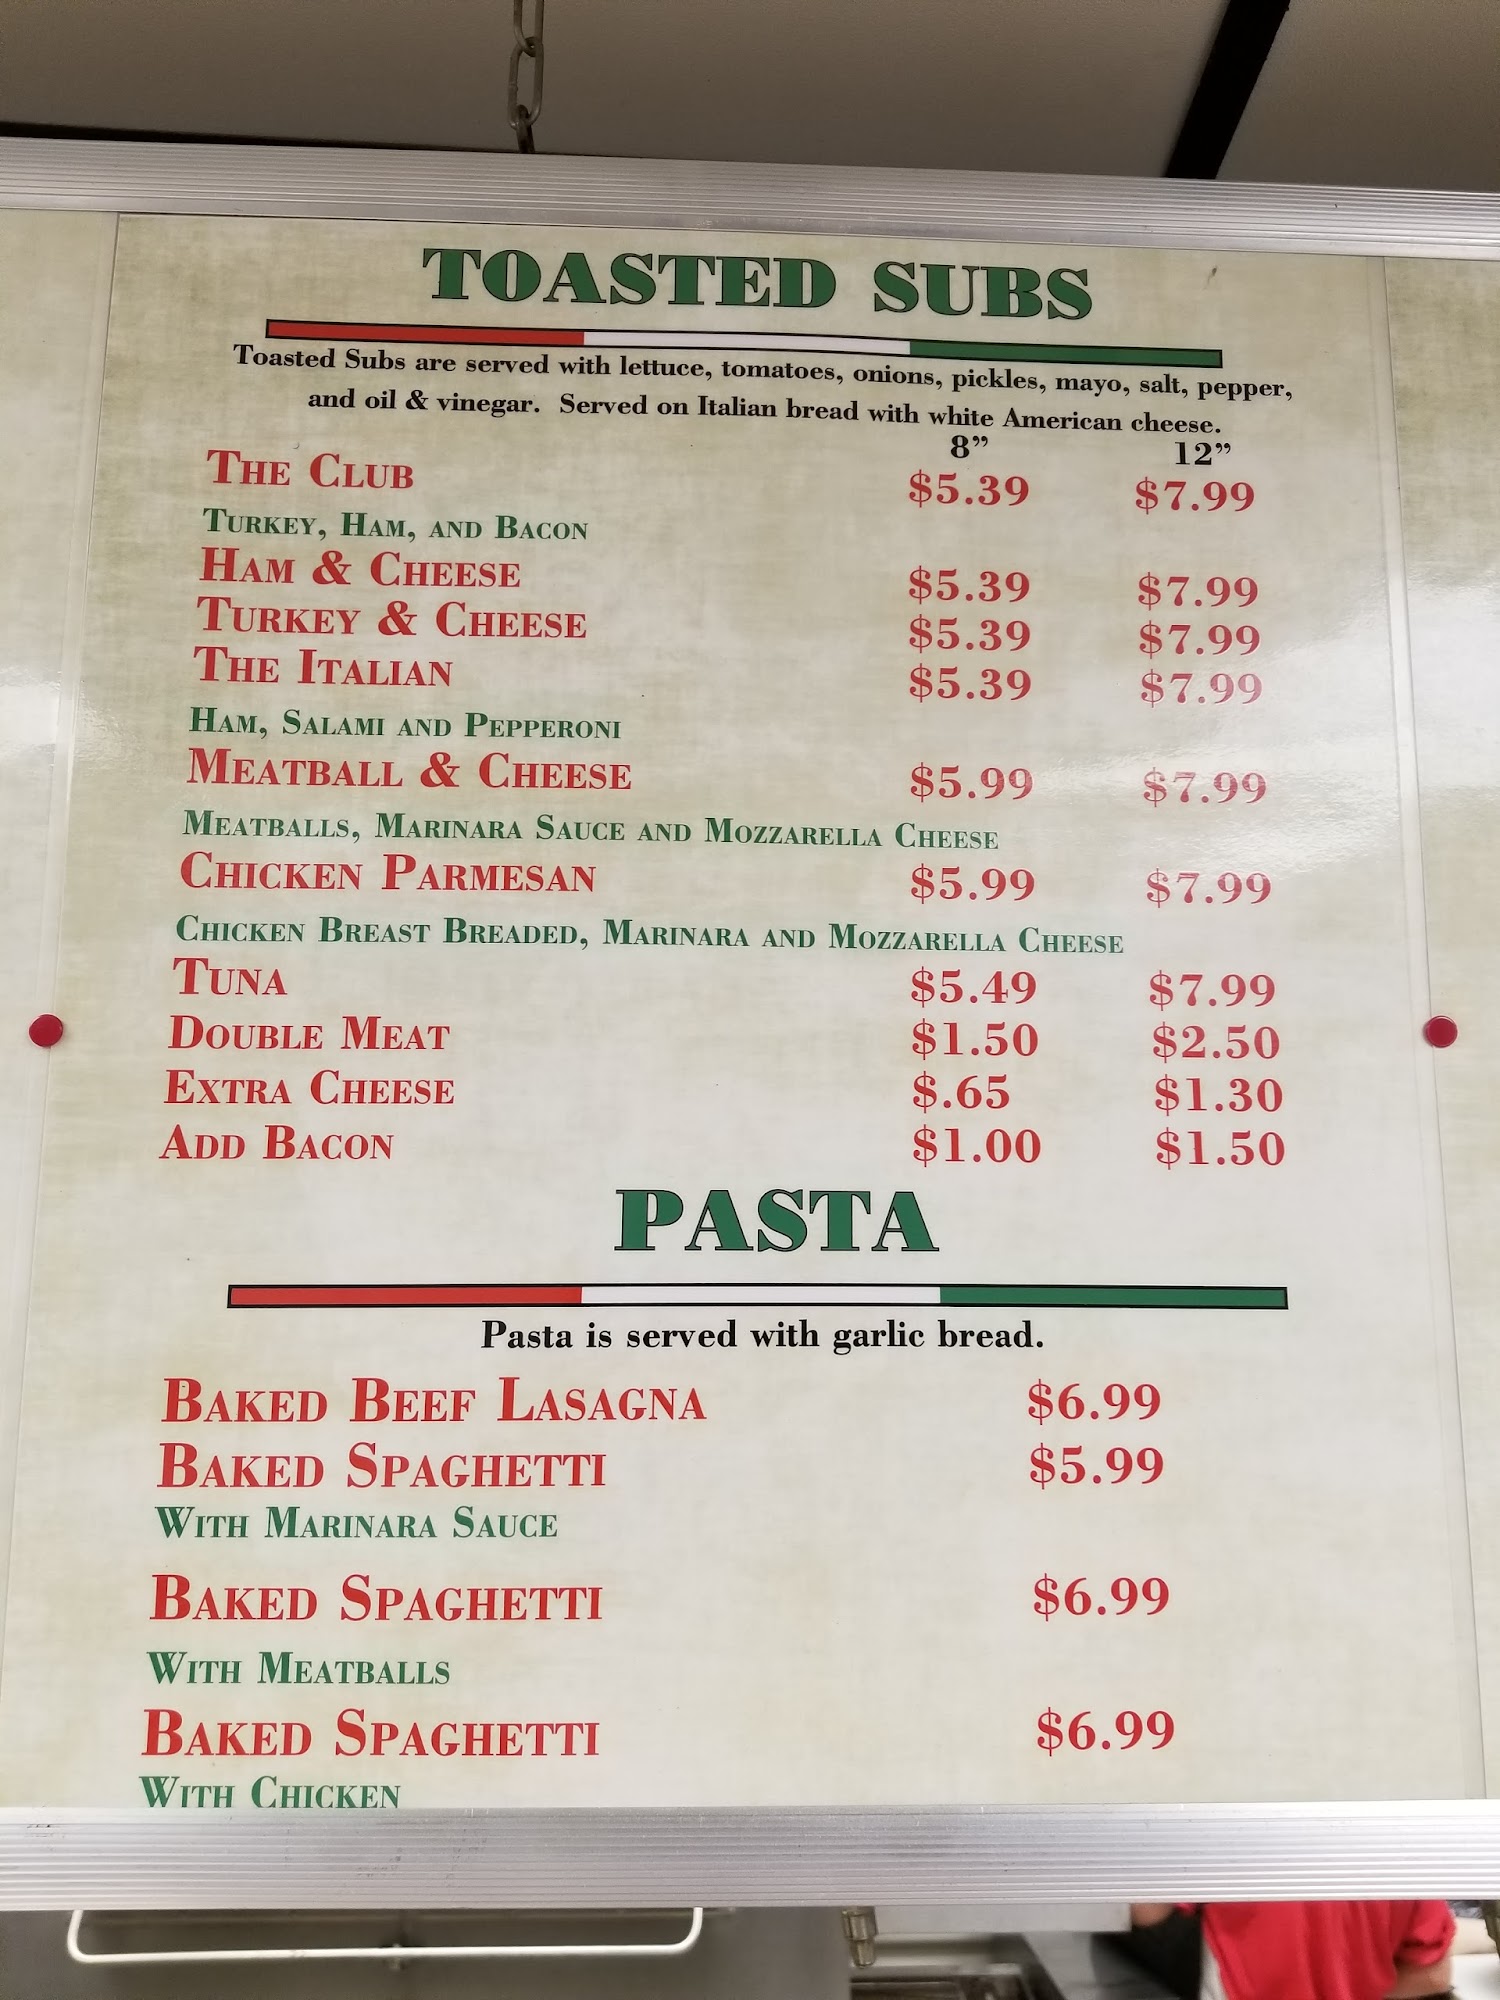 TOASTED SUBS
Toasted Subs are served with lettuce, tomatoes, onions, pickles, mayo, salt, pepper,
and oil & vinegar. Served on Italian bread with white American cheese.
8” 12”
THE CLUB $5.39 $7.99
TURKEY, HAM, AND BACON
HAM & CHEESE $5.39 $7.99
TURKEY & CHEESE $5.39 $7.99
THE ITALIAN $5.39 $7.99
HAM, SALAMI AND PEPPERONI
MEATBALL & CHEESE $5.99 $7.99
MEATBALLS, MARINARA SAUCE AND MOZZARELLA CHEESE
CHICKEN PARMESAN $5.99 $7.99
CHICKEN BREAST BREADED, MARINARA AND MOZZARELLA CHEESE
TUNA $5.49 $7.99
DOUBLE MEAT $1.50 $2.50
EXTRA CHEESE $.65 $1.30
ADD BACON $1.00 $1.50
PASTA
Pasta is served with garlic bread.
BAKED BEEF LASAGNA $6.99
BAKED SPAGHETTI $5.99
WITH MARINARA SAUCE
BAKED SPAGHETTI $6.99
WITH MEATBALLS
BAKED SPAGHETTI $6.99
WITH CHICKEN